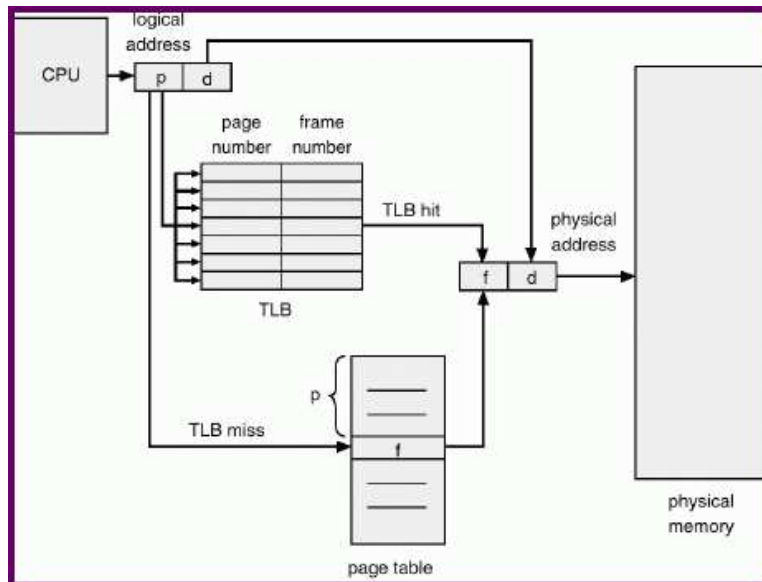 logical
address
CPU
p
d
page
number
frame
number
TLB hit
physical
address
f
d
TLB
p
TLB miss
f
page table
physical
memory